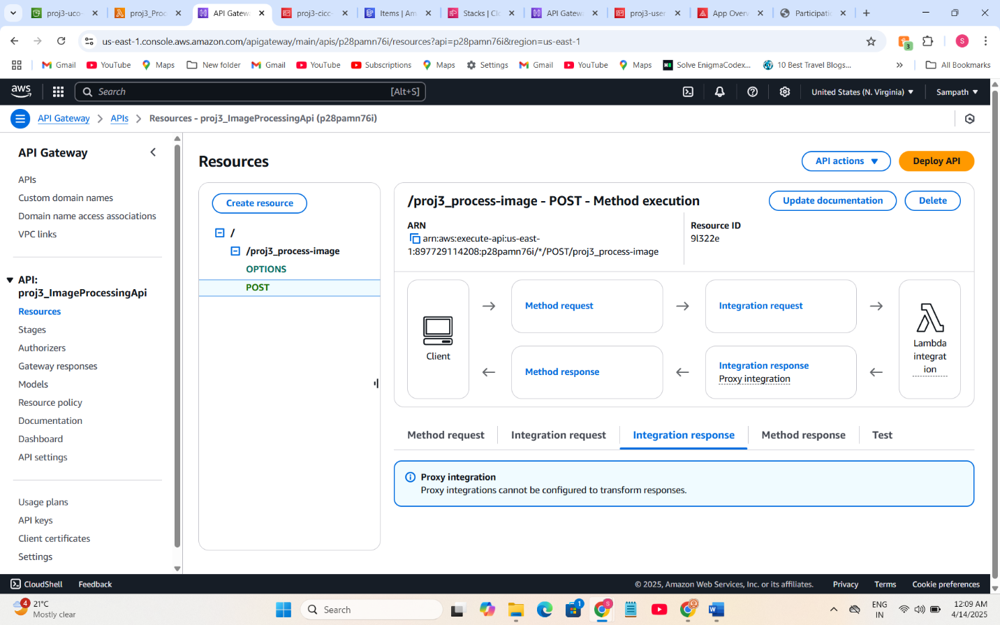 proj3-uco-
proj3_Proc
API Gatew
proj3-cicc-
Items | Am
Stacks | Cl
API Gatew
proj3-user
App Over
Participatic
us-east-1.console.aws.amazon.com/apigateway/main/apis/p28pamn76i/resources?api=p28pamn76i&region=us-east-1
3
S
Gmail
YouTube
Maps
New folder
Gmail
YouTube
Subscriptions
Maps
Settings
Gmail
YouTube
Maps
Solve EnigmaCodex...
10 Best Travel Blogs...
All Bookmarks
aws
Search
[Alt+S]
United States (N. Virginia)
Sampath
API Gateway
APIs
Resources - proj3_ImageProcessingApi (p28pamn76i)
API Gateway
APIs
Custom domain names
Domain name access associations
VPC links
API:
proj3_ImageProcessingApi
Resources
Stages
Authorizers
Gateway responses
Models
Resource policy
Documentation
Dashboard
API settings
Usage plans
API keys
Client certificates
Settings
Resources
API actions
Deploy API
Create resource
/
/proj3_process-image
OPTIONS
POST
/proj3_process-image - POST - Method execution
Update documentation
Delete
ARN
arn:aws:execute-api:us-east-
1:897729114208:p28pamn76i/*/POST/proj3_process-image
Resource ID
9l322e
Client
Method request
Integration request
Method response
Integration response
Proxy integration
Lambda
integrat
ion
Method request
Integration request
Integration response
Method response
Test
Proxy integration
Proxy integrations cannot be configured to transform responses.
CloudShell
Feedback
© 2025, Amazon Web Services, Inc. or its affiliates.
Privacy
Terms
Cookie preferences
4
21°C
Mostly clear
Search
1
S
ENG
IN
12:09 AM
4/14/2025